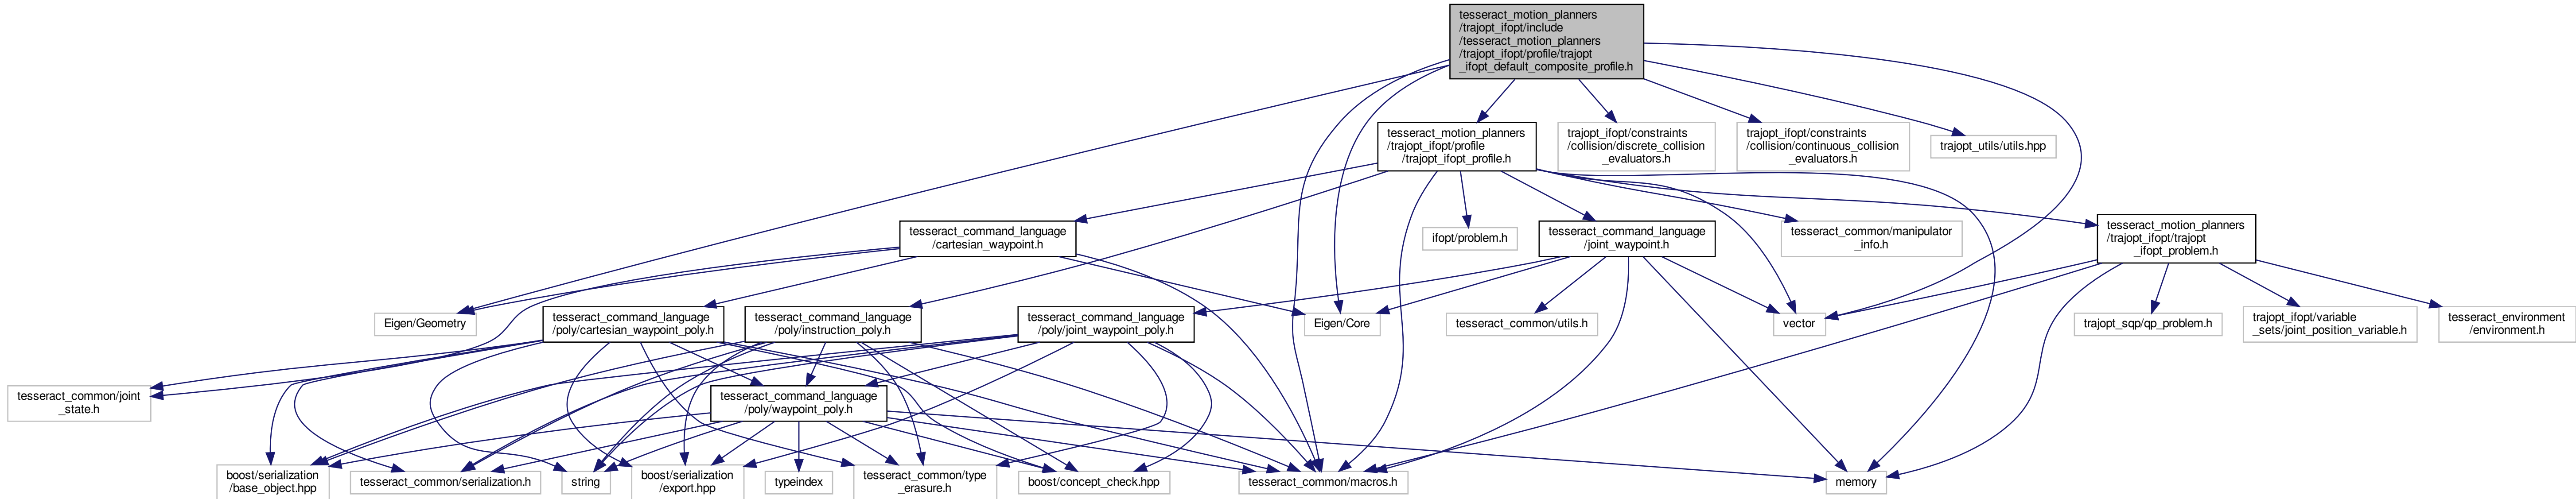 tesseract_motion_planners
/trajopt_ifopt/include
/tesseract_motion_planners
/trajopt_ifopt/profile/trajopt
_ifopt_default_composite_profile.h
tesseract_motion_planners
/trajopt_ifopt/profile
/trajopt_ifopt_profile.h
trajopt_ifopt/constraints
/collision/discrete_collision
_evaluators.h
trajopt_ifopt/constraints
/collision/continuous_collision
_evaluators.h
trajopt_utils/utils.hpp
tesseract_command_language
/cartesian_waypoint.h
ifopt/problem.h
tesseract_command_language
/joint_waypoint.h
tesseract_common/manipulator
_info.h
tesseract_motion_planners
/trajopt_ifopt/trajopt
_ifopt_problem.h
Eigen/Geometry
tesseract_command_language
/poly/cartesian_waypoint_poly.h
tesseract_command_language
/poly/instruction_poly.h
tesseract_command_language
/poly/joint_waypoint_poly.h
Eigen/Core
tesseract_common/utils.h
vector
trajopt_sqp/qp_problem.h
trajopt_ifopt/variable
_sets/joint_position_variable.h
tesseract_environment
/environment.h
tesseract_common/joint
_state.h
tesseract_command_language
/poly/waypoint_poly.h
boost/serialization
/base_object.hpp
tesseract_common/serialization.h
string
boost/serialization
/export.hpp
typeindex
tesseract_common/type
_erasure.h
boost/concept_check.hpp
tesseract_common/macros.h
memory